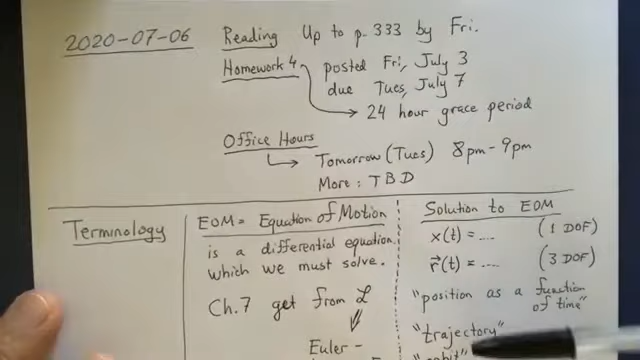 2020-07-06
Reading Up to p. 333 by Fri.
Homework 4 posted Fri, July 3
due Tues, July 7
24 hour grace period
Office Hours
Tomorrow (Tues) 8pm-9pm
More: TBD
Terminology
EOM = Equation of Motion
is a differential equation
which we must solve.
Ch. 7 get from L
Euler-
Solution to EOM
x(t) = .... (1 DOF)
r⃗(t) = .... (3 DOF)
"position as a function
of time"
"trajectory"
"orbit"